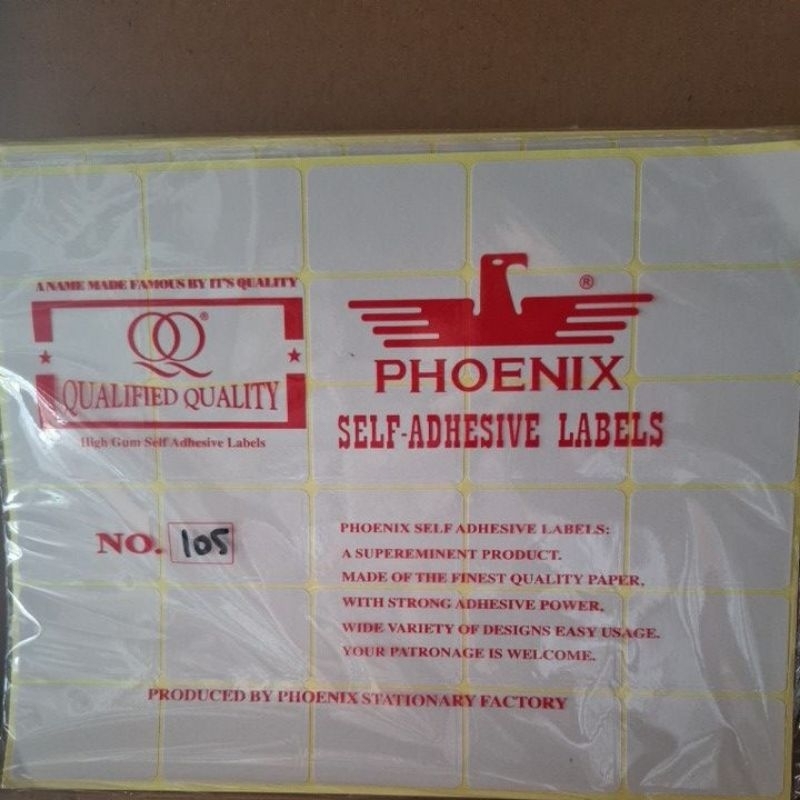 A NAME MADE FAMOUS BY IT'S QUALITY
QQ®
QUALIFIED QUALITY
High Gum Self Adhesive Labels
®
PHOENIX
SELF-ADHESIVE LABELS
NO. 105
PHOENIX SELF ADHESIVE LABELS:
A SUPEREMINENT PRODUCT.
MADE OF THE FINEST QUALITY PAPER,
WITH STRONG ADHESIVE POWER,
WIDE VARIETY OF DESIGNS EASY USAGE.
YOUR PATRONAGE IS WELCOME.
PRODUCED BY PHOENIX STATIONARY FACTORY